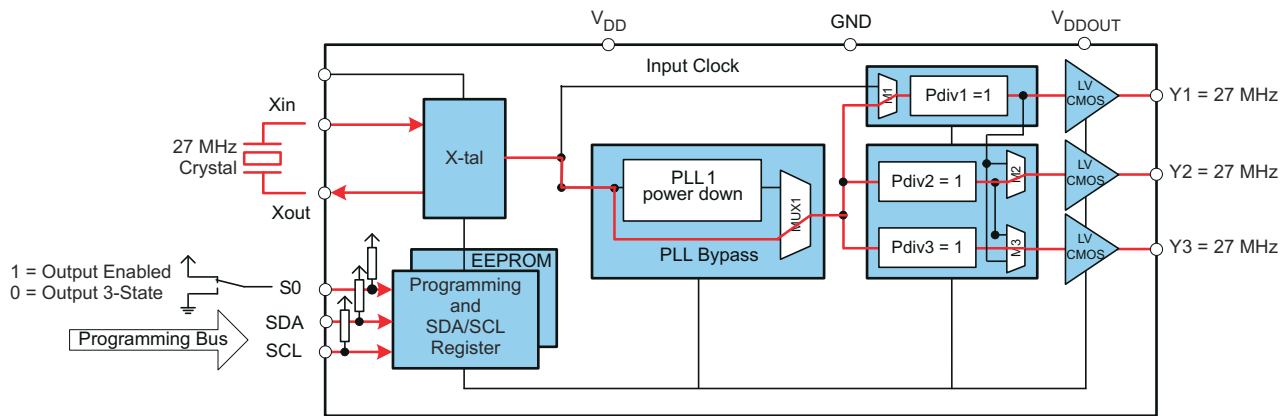 VDD
GND
VDDOUT
Input Clock
Xin
27 MHz
Crystal
Xout
X-tal
PLL 1
power down
MUX1
PLL Bypass
M1
Pdiv1 =1
LV
CMOS
Y1 = 27 MHz
Pdiv2 = 1
M2
LV
CMOS
Y2 = 27 MHz
Pdiv3 = 1
M3
LV
CMOS
Y3 = 27 MHz
1 = Output Enabled
0 = Output 3-State
S0
SDA
SCL
Programming Bus
EEPROM
Programming
and
SDA/SCL
Register